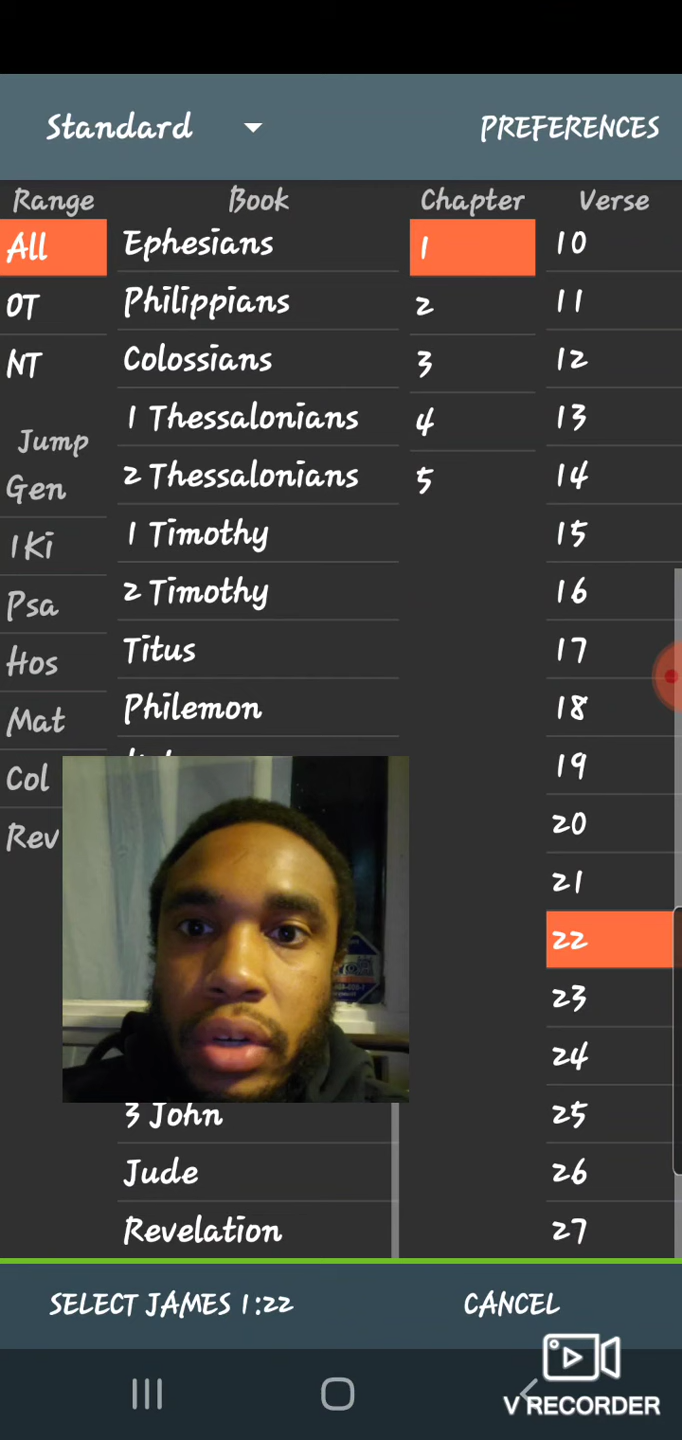 Standard PREFERENCES
Range Book Chapter Verse
All Ephesians 1 10
OT Philippians 2 11
NT Colossians 3 12
1 Thessalonians 4 13
Jump
Gen 2 Thessalonians 5 14
1Ki 1 Timothy 15
Psa 2 Timothy 16
Hos Titus 17
Mat Philemon 18
Col 19
Rev 20
21
22
23
24
3 John 25
Jude 26
Revelation 27
SELECT JAMES 1:22 CANCEL
V RECORDER